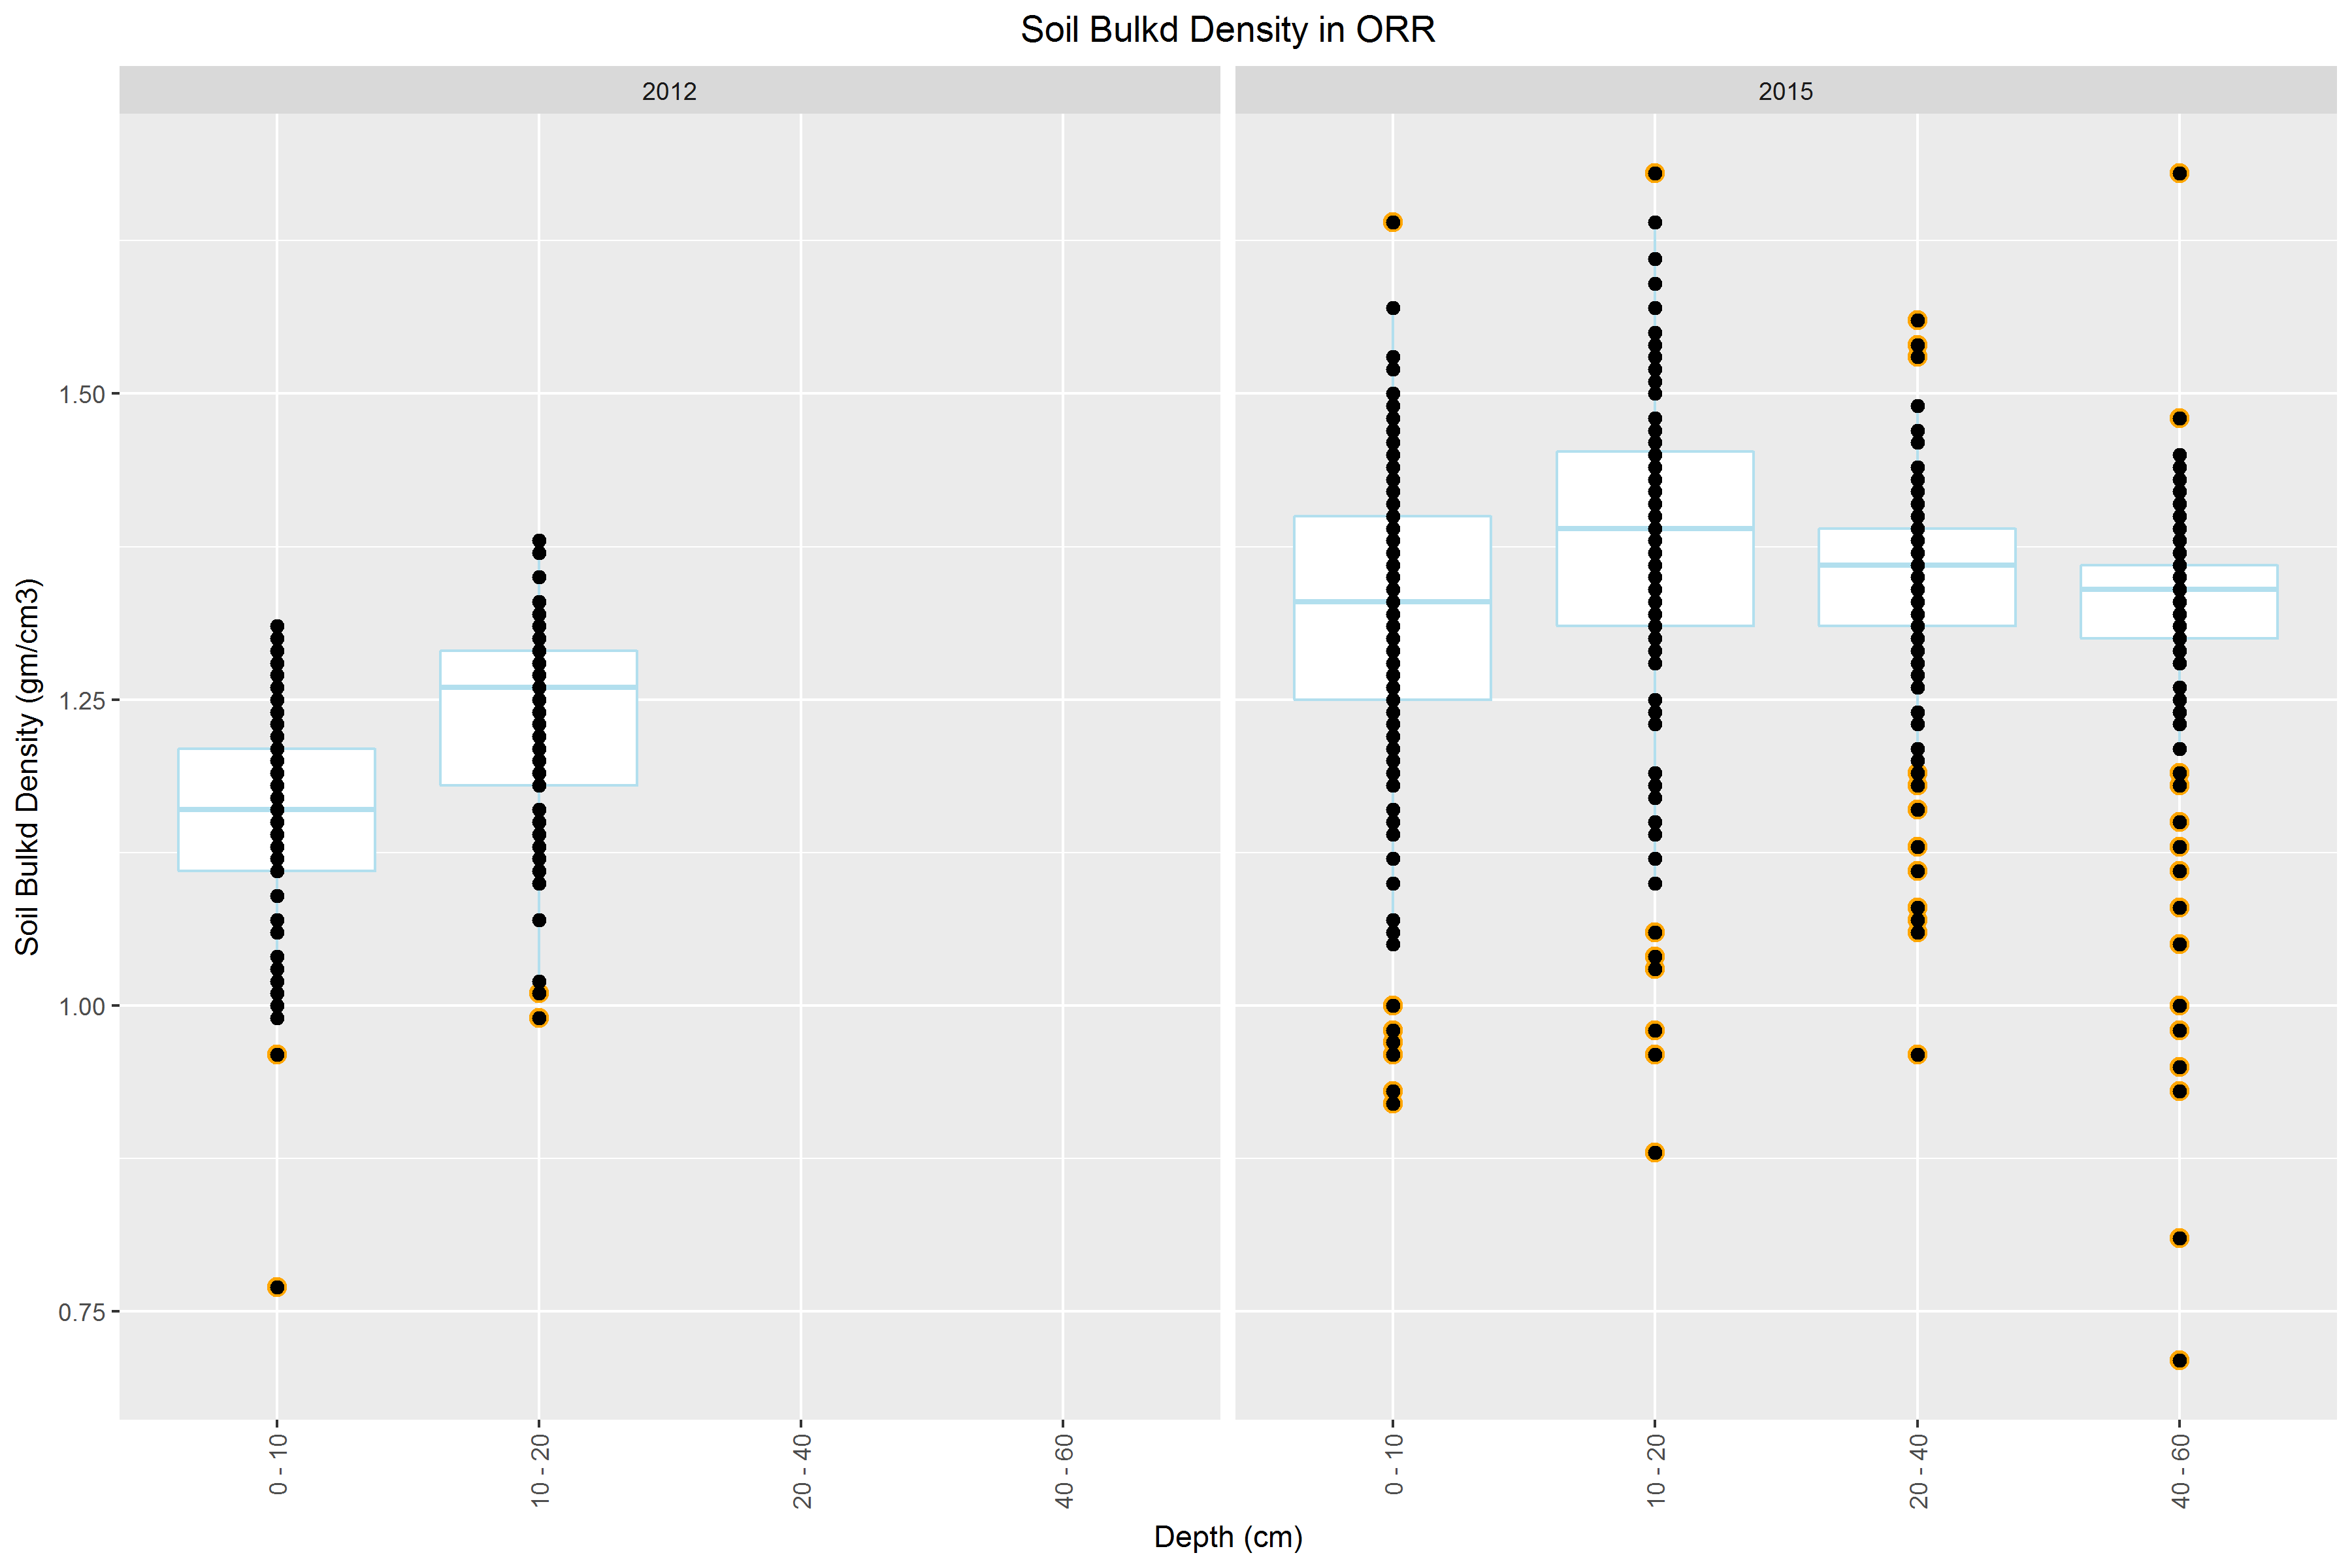 Soil Bulkd Density in ORR
2012
2015
Soil Bulkd Density (gm/cm3)
1.50
1.25
1.00
0.75
0 - 10
10 - 20
20 - 40
40 - 60
0 - 10
10 - 20
20 - 40
40 - 60
Depth (cm)